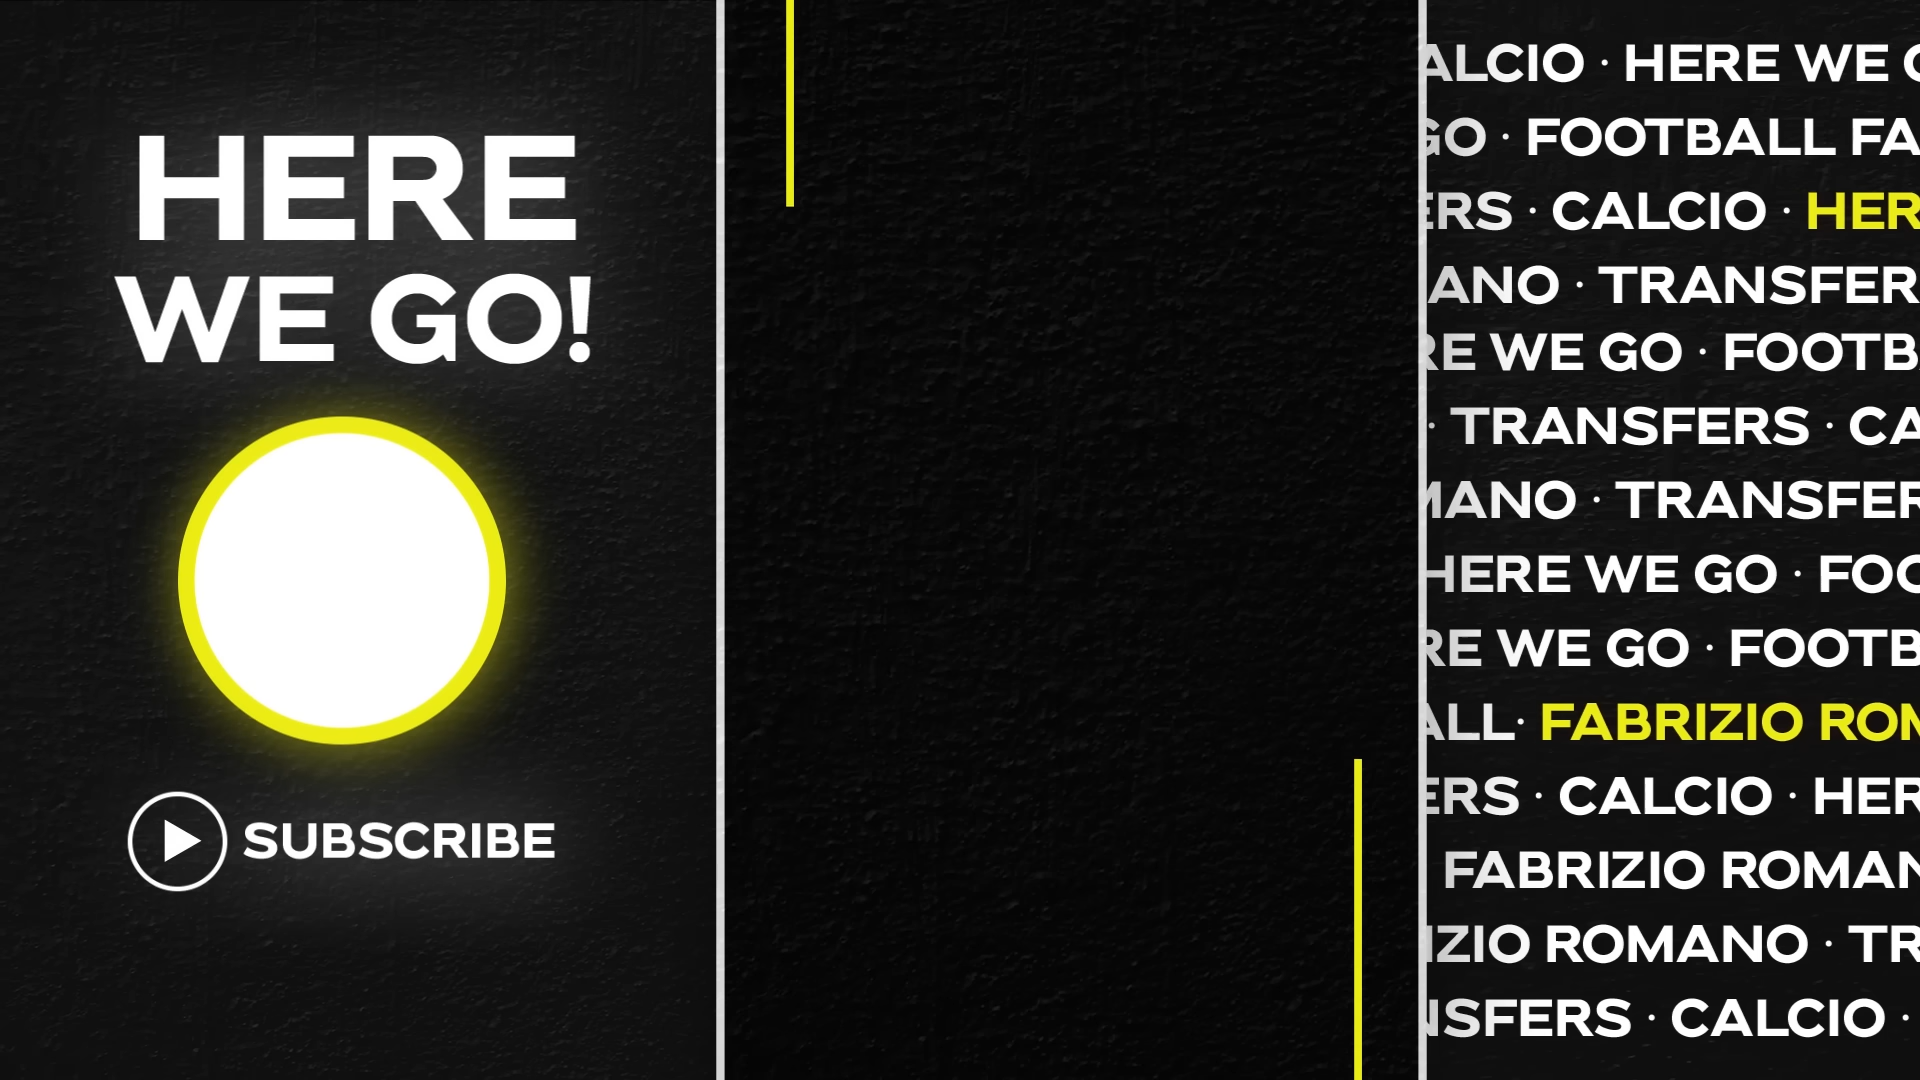 HERE
WE GO!
SUBSCRIBE
ALCIO · HERE WE
GO · FOOTBALL FA
ERS · CALCIO · HER
ANO · TRANSFER
RE WE GO · FOOTB
· TRANSFERS · CA
MANO · TRANSFER
HERE WE GO · FOO
RE WE GO · FOOTB
ALL· FABRIZIO ROM
ERS · CALCIO · HER
FABRIZIO ROMAN
IZIO ROMANO · TR
NSFERS · CALCIO ·